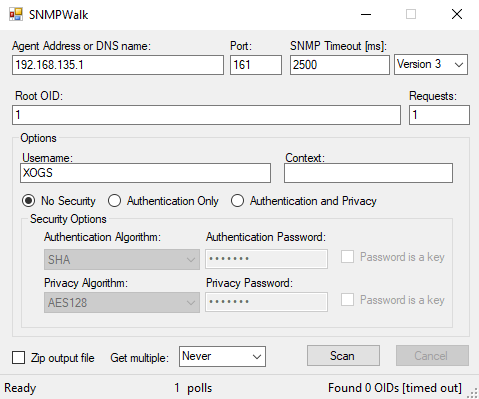 SNMPWalk
Agent Address or DNS name: Port: SNMP Timeout [ms]:
192.168.135.1 161 2500 Version 3
Root OID: Requests:
1 1
Options
Username: Context:
XOGS
No Security Authentication Only Authentication and Privacy
Security Options
Authentication Algorithm: Authentication Password:
SHA ••••••• Password is a key
Privacy Algorithm: Privacy Password:
AES128 ••••••• Password is a key
Zip output file Get multiple: Never Scan Cancel
Ready 1 polls Found 0 OIDs [timed out]